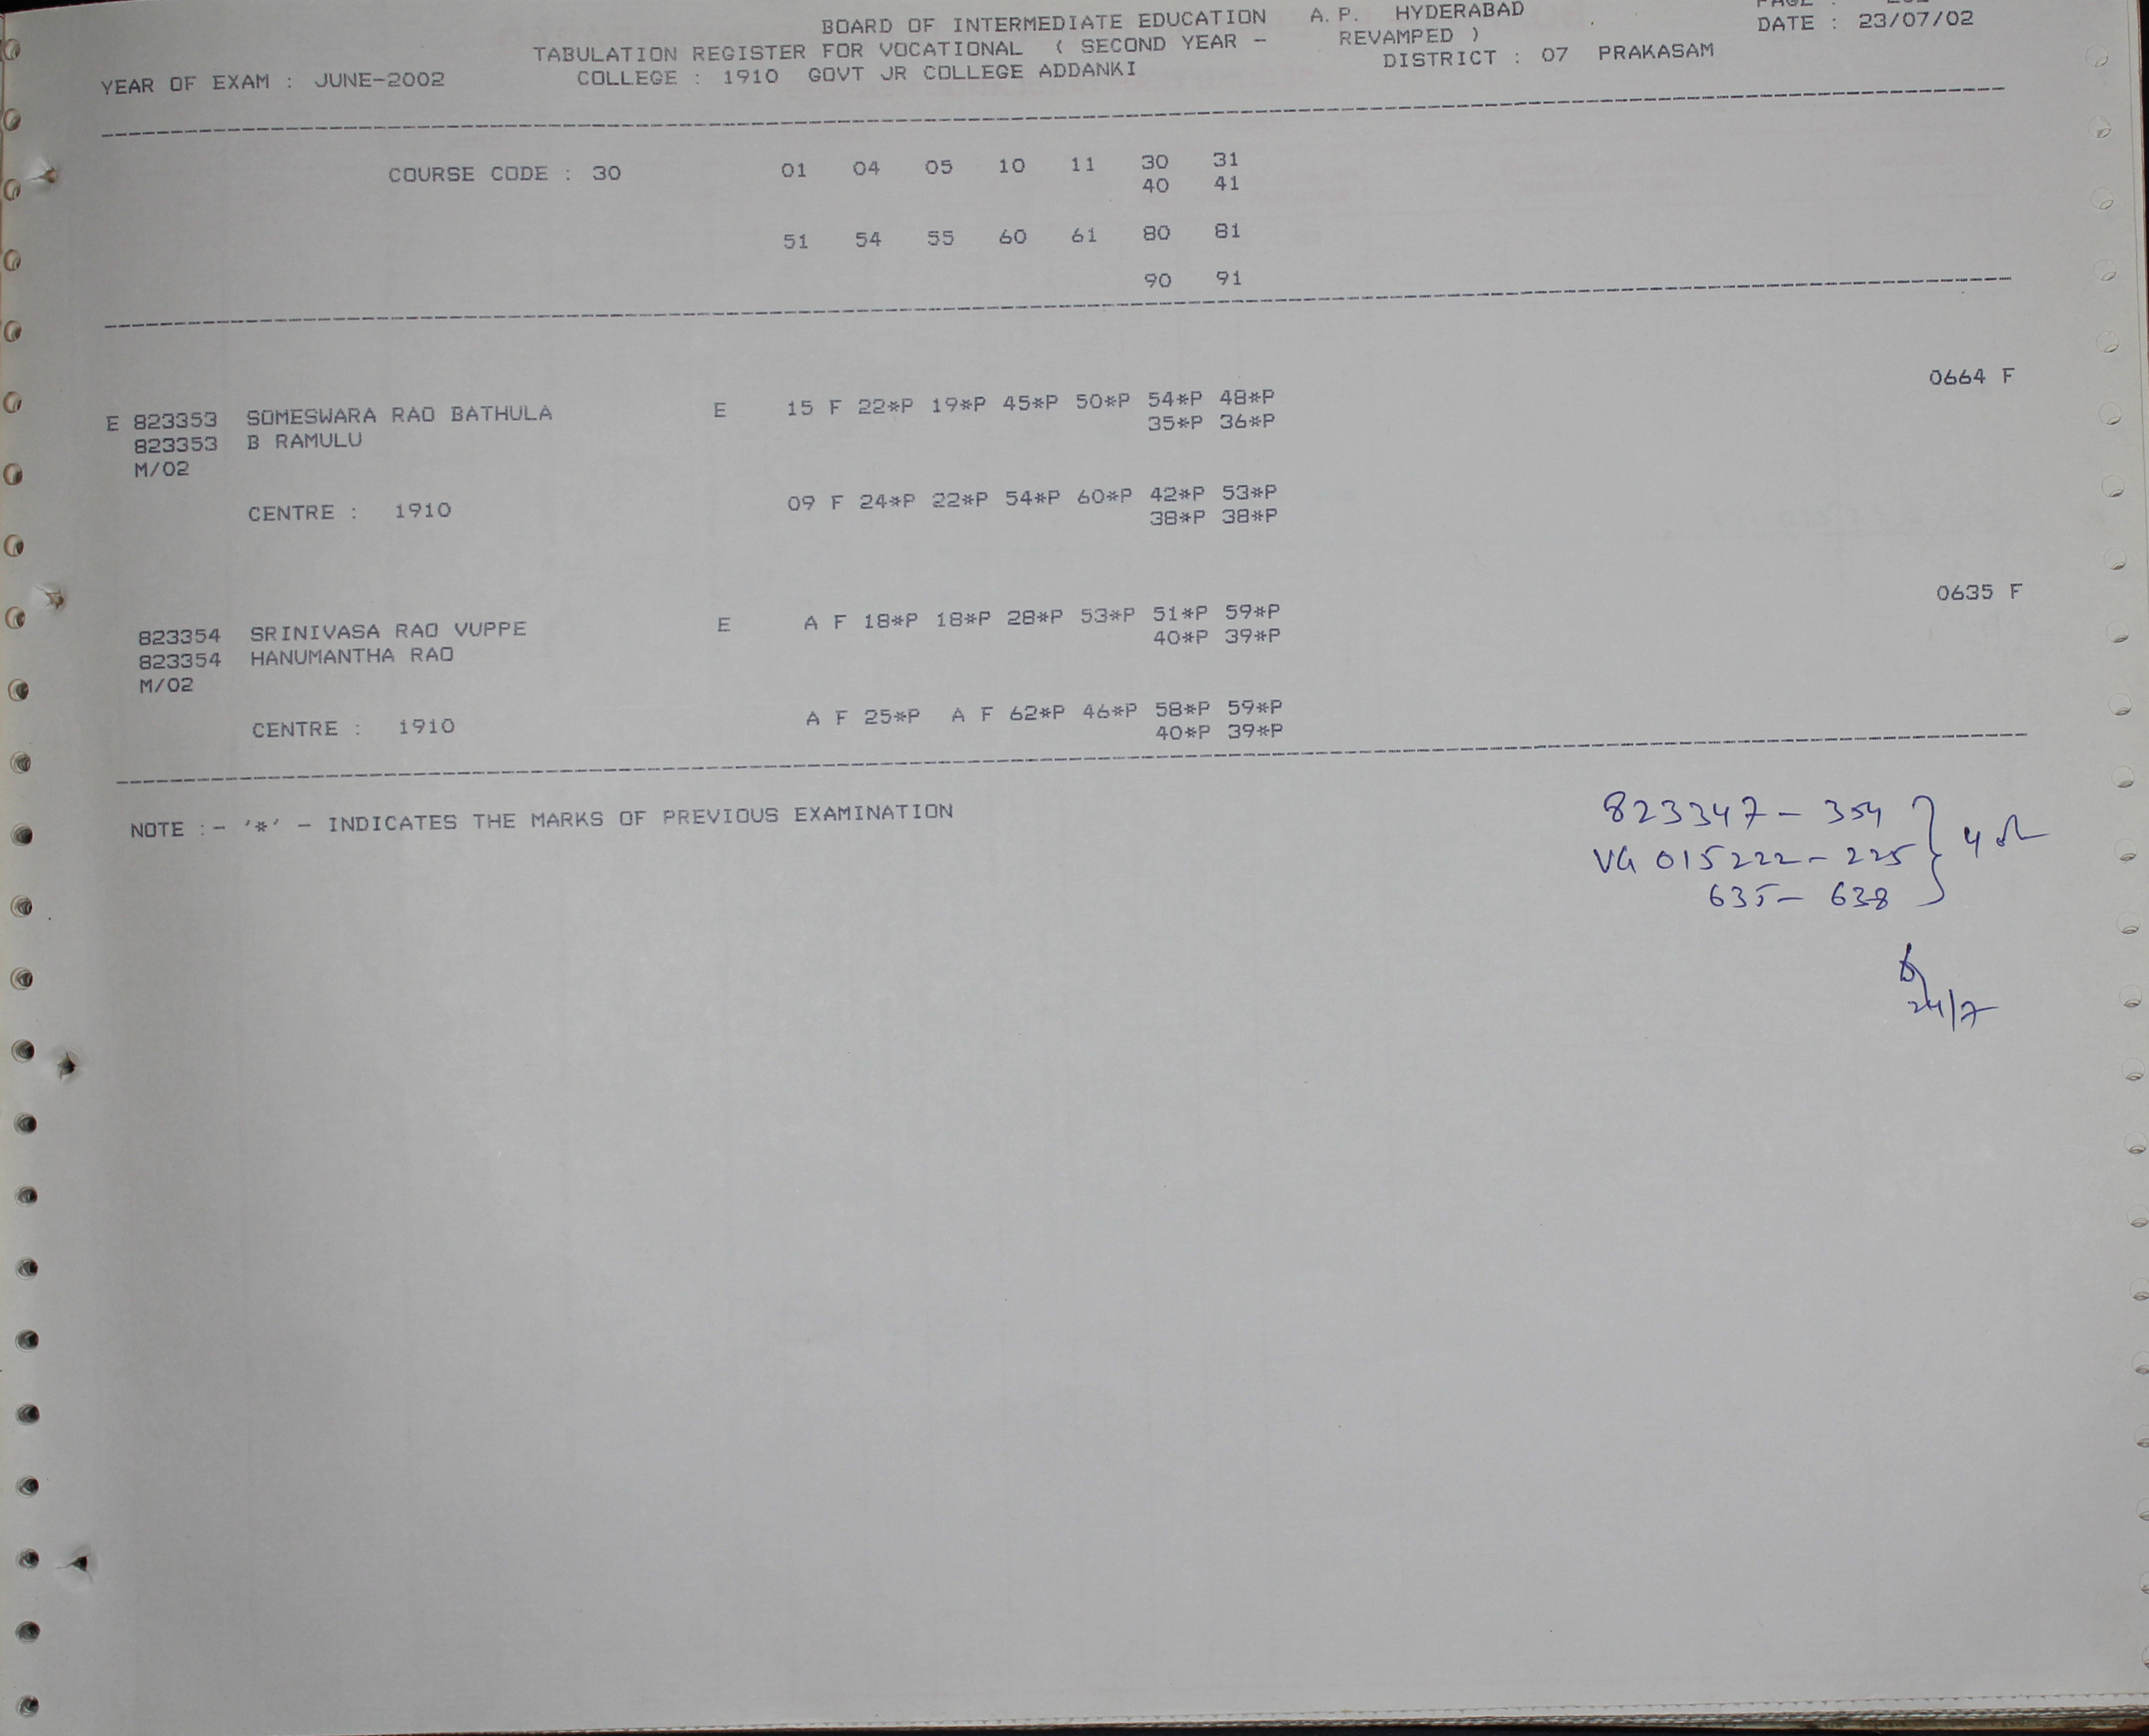 BOARD OF INTERMEDIATE EDUCATION A.P. HYDERABAD
PAGE :
TABULATION REGISTER FOR VOCATIONAL ( SECOND YEAR - REVAMPED ) DATE : 23/07/02
YEAR OF EXAM : JUNE-2002 COLLEGE : 1910 GOVT JR COLLEGE ADDANKI DISTRICT : 07 PRAKASAM
COURSE CODE : 30 01 04 05 10 11 30 31
40 41
51 54 55 60 61 80 81
90 91
E 823353 SOMESWARA RAO BATHULA E 15 F 22*P 19*P 45*P 50*P 54*P 48*P 0664 F
823353 B RAMULU 35*P 36*P
M/02
CENTRE : 1910 09 F 24*P 22*P 54*P 60*P 42*P 53*P
38*P 38*P
823354 SRINIVASA RAO VUPPE E A F 18*P 18*P 28*P 53*P 51*P 59*P 0635 F
823354 HANUMANTHA RAO 40*P 39*P
M/02
CENTRE : 1910 A F 25*P A F 62*P 46*P 58*P 59*P
40*P 39*P
NOTE :- '*' - INDICATES THE MARKS OF PREVIOUS EXAMINATION
823347 - 354
VG 015222 - 225 } 4
635 - 638
24/7